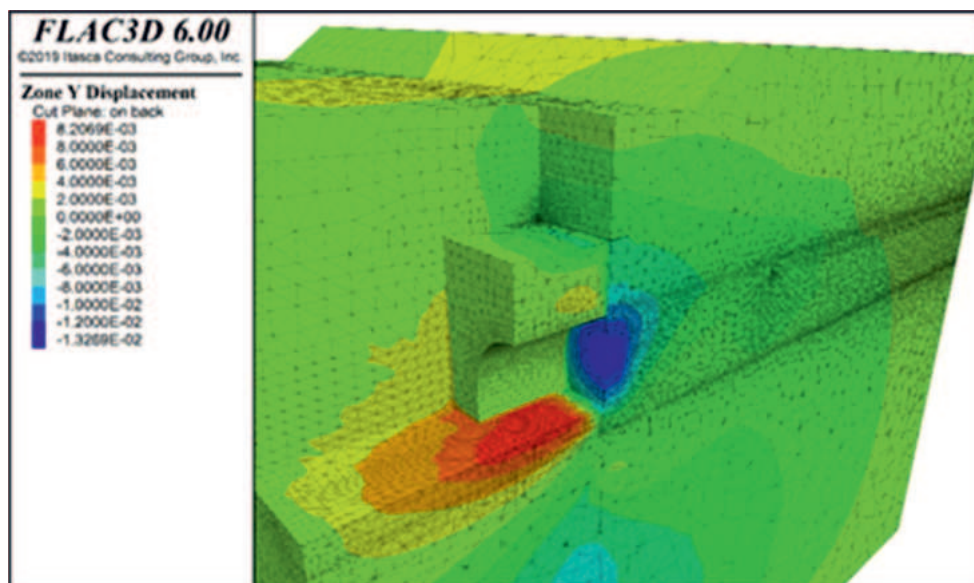 FLAC3D 6.00
©2019 Itasca Consulting Group, Inc.
Zone Y Displacement
Cut Plane: on back
8.2069E-03
8.0000E-03
6.0000E-03
4.0000E-03
2.0000E-03
0.0000E+00
-2.0000E-03
-4.0000E-03
-6.0000E-03
-8.0000E-03
-1.0000E-02
-1.2000E-02
-1.3269E-02